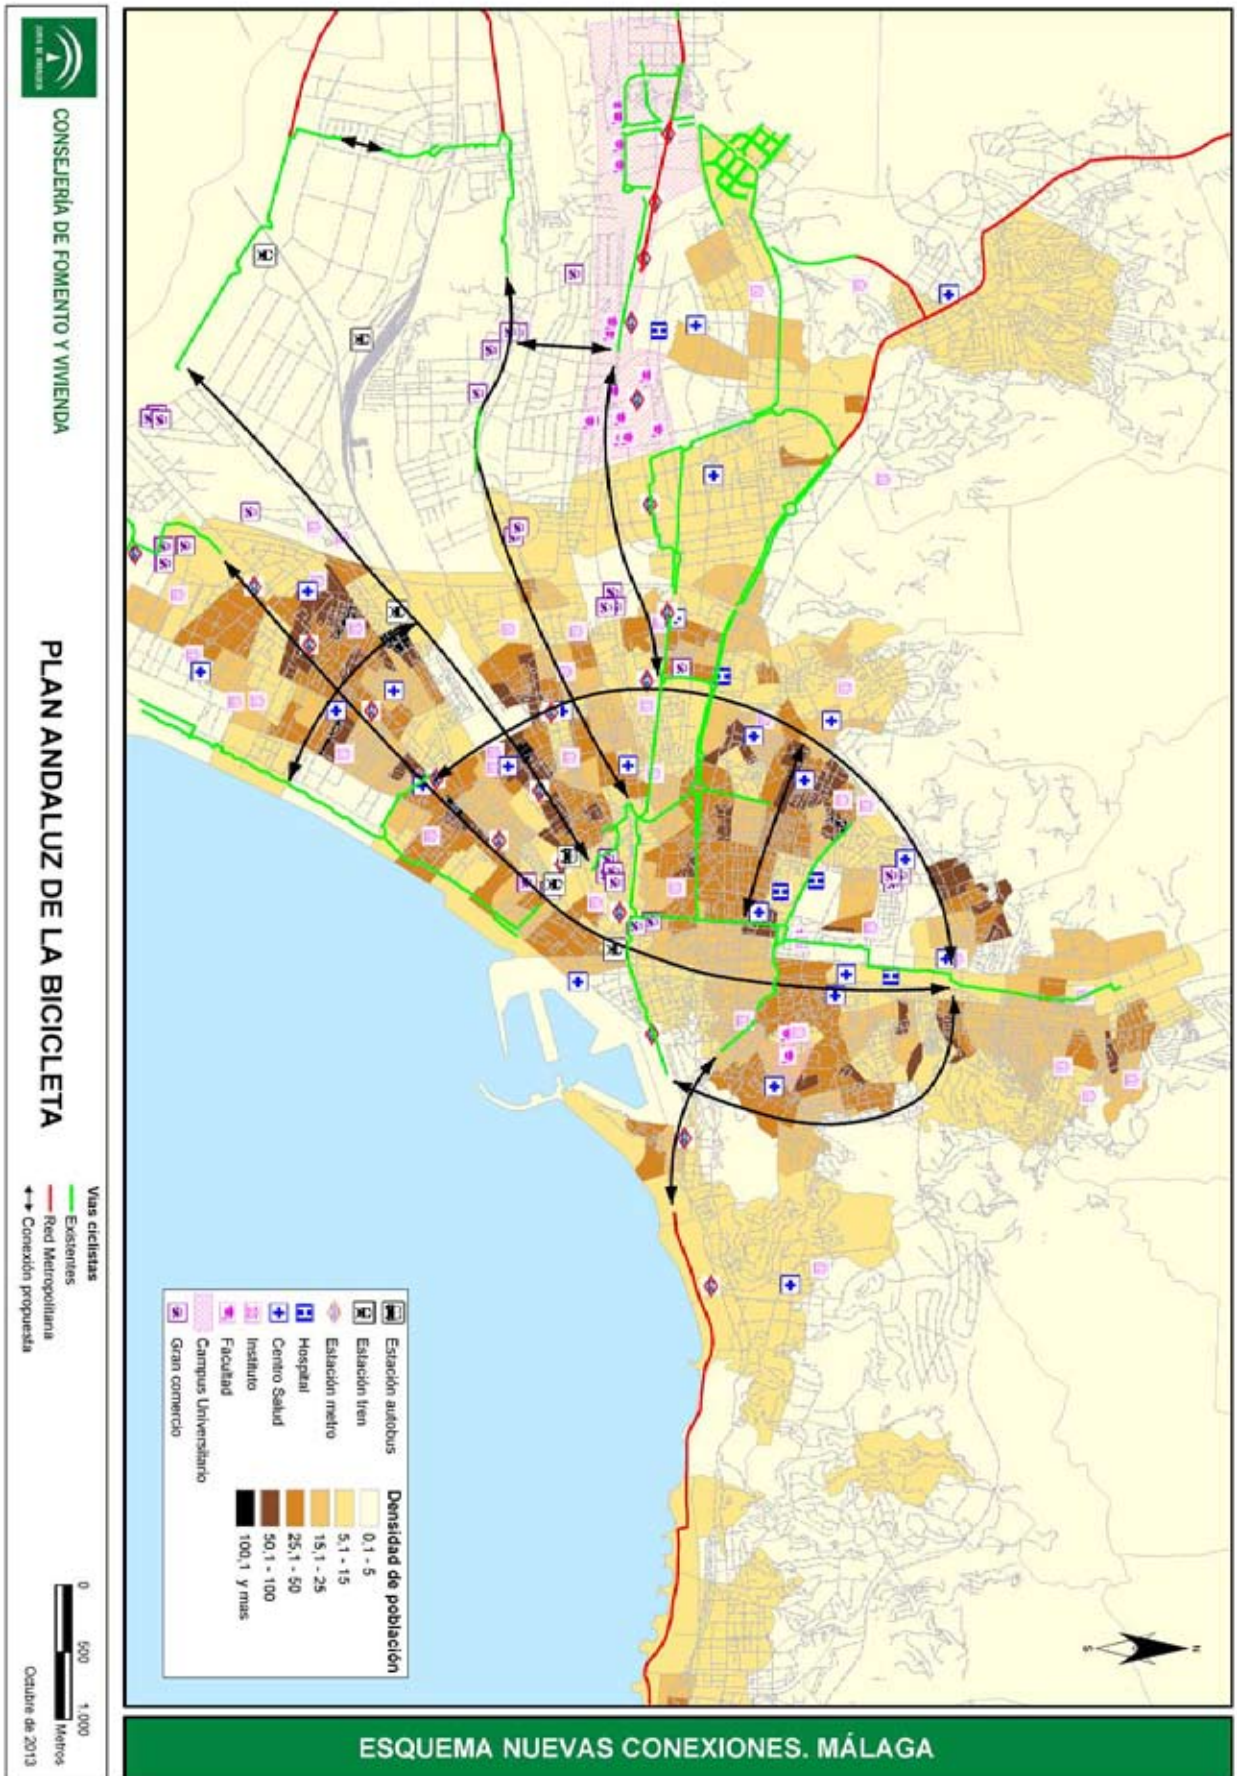 ESQUEMA NUEVAS CONEXIONES. MÁLAGA
N
S
Estación autobus
Estación tren
Estación metro
Hospital
Centro Salud
Instituto
Facultad
Campus Universitario
Gran comercio
Densidad de población
0,1 - 5
5,1 - 15
15,1 - 25
25,1 - 50
50,1 - 100
100,1 y mas
JUNTA DE ANDALUCIA
CONSEJERÍA DE FOMENTO Y VIVIENDA
PLAN ANDALUZ DE LA BICICLETA
Vías ciclistas
Existentes
Red Metropolitana
Conexión propuesta
0 500 1.000
Metros
Octubre de 2013